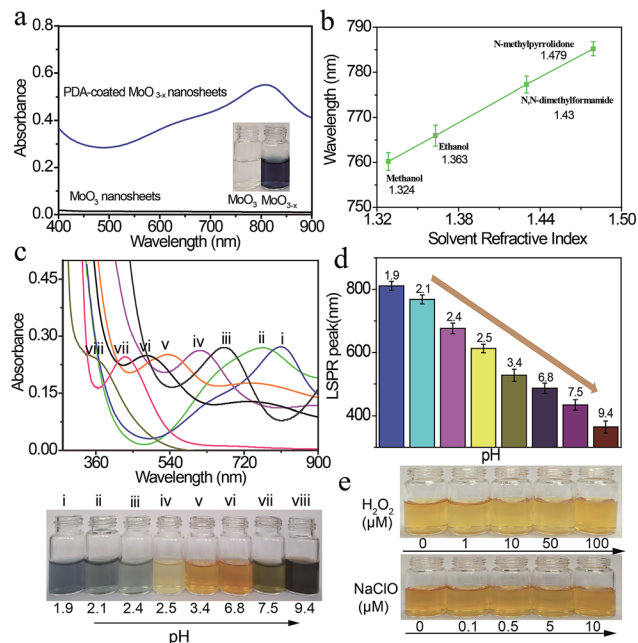 a
Absorbance
0.8
0.6
0.4
0.2
0.0
PDA-coated MoO 3-x nanosheets
MoO3 nanosheets
MoO3 MoO3-x
400 500 600 700 800 900
Wavelength (nm)
b
Wavelength (nm)
790
780
770
760
750
N-methylpyrrolidone
1.479
N,N-dimethylformamide
1.43
Ethanol
1.363
Methanol
1.324
1.32 1.38 1.44 1.50
Solvent Refractive Index
c
Absorbance
0.45
0.30
0.15
0.00
viii vii vi v iv iii ii i
360 540 720 900
Wavelength (nm)
i ii iii iv v vi vii viii
1.9 2.1 2.4 2.5 3.4 6.8 7.5 9.4
pH
d
LSPR peak(nm)
800
600
400
1.9
2.1
2.4
2.5
3.4
6.8
7.5
9.4
pH
e
H2O2
(μM)
0 1 10 50 100
NaClO
(μM)
0 0.1 0.5 5 10